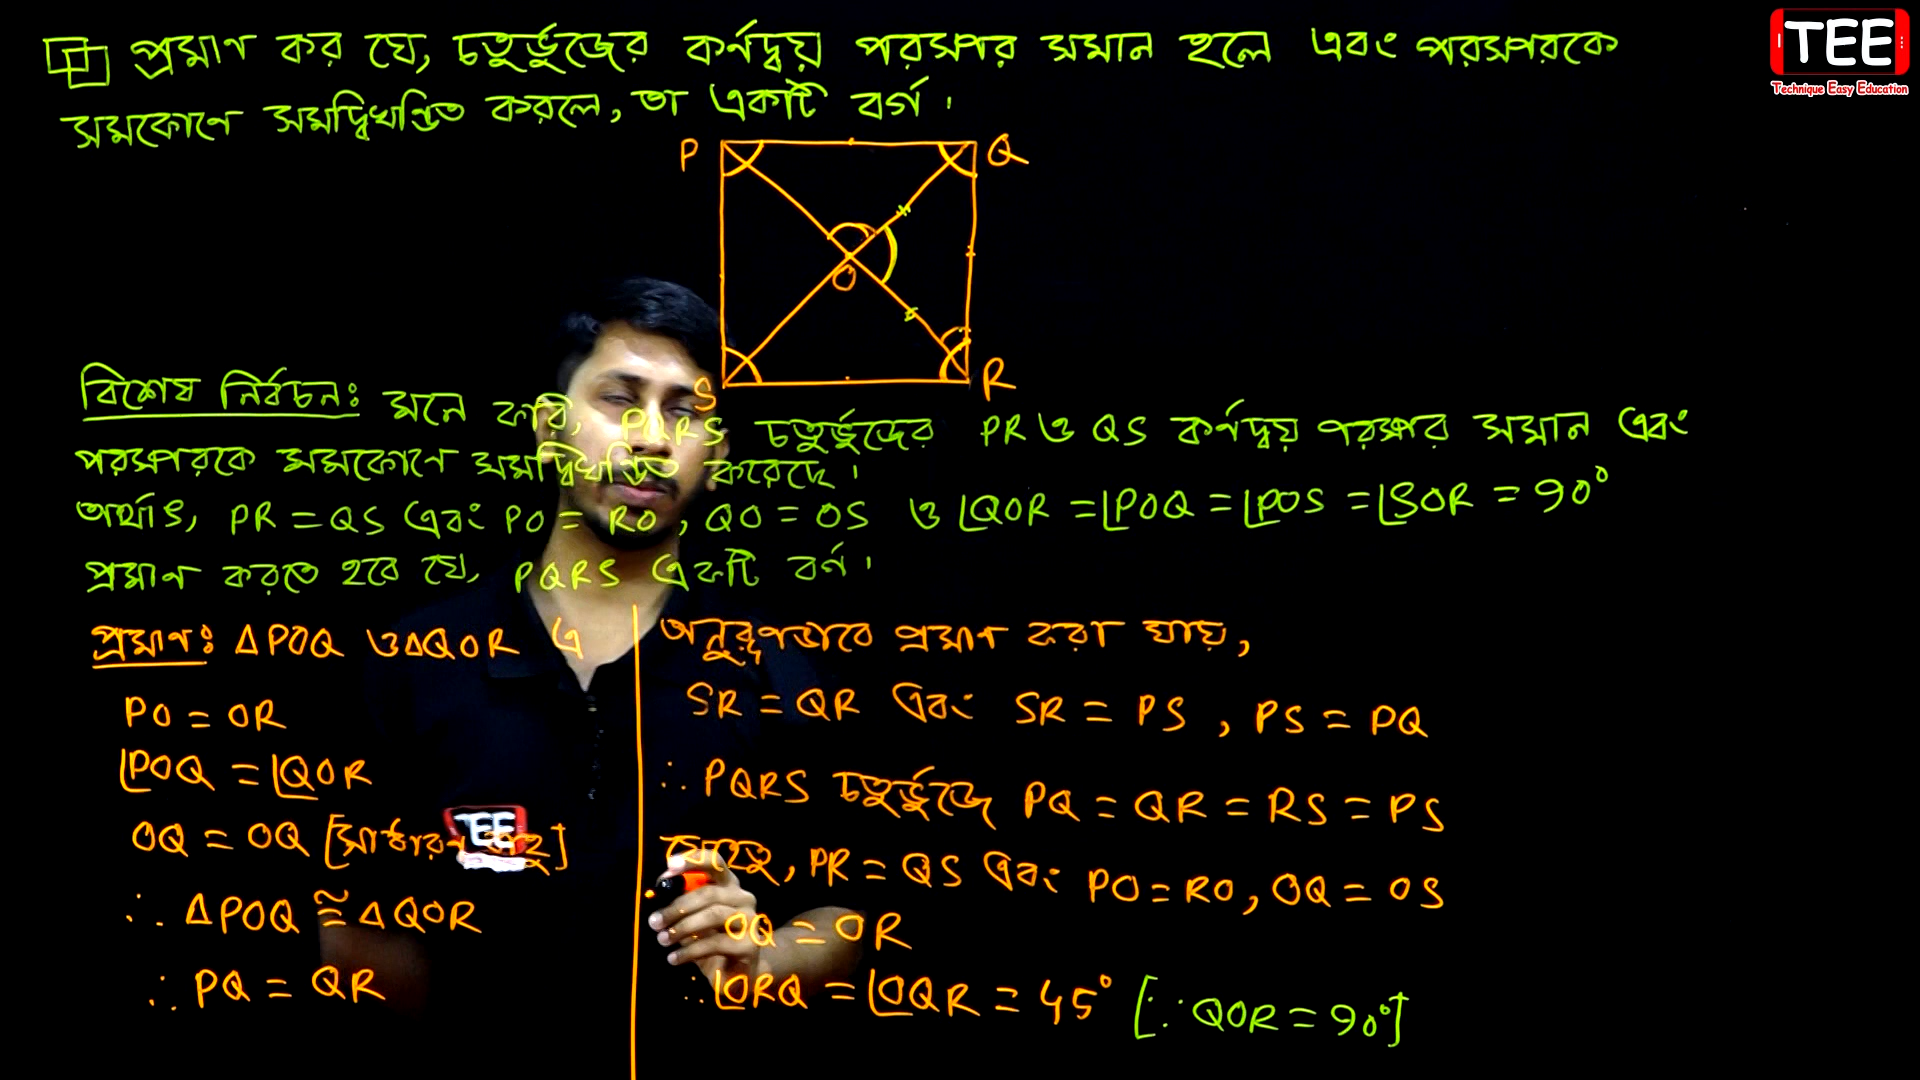 প্রমাণ কর যে, চতুর্ভুজের কর্ণদ্বয় পরস্পর সমান হলে এবং পরস্পরকে
সমকোণে সমদ্বিখন্ডিত করলে, তা একটি বর্গ।
TEE
Technique Easy Education
P
Q
O
S
R
বিশেষ নির্বচন: মনে করি, PQRS চতুর্ভুজের PR ও QS কর্ণদ্বয় পরস্পর সমান এবং
পরস্পরকে সমকোণে সমদ্বিখন্ডিত করেছে।
অর্থাৎ, PR = QS এবং PO = RO, QO = OS ও ∠QOR = ∠POQ = ∠POS = ∠SOR = 90°
প্রমাণ করতে হবে যে, PQRS একটি বর্গ।
প্রমাণ: ΔPOQ ও ΔQOR এ
PO = OR
∠POQ = ∠QOR
OQ = OQ [সাধারণ বাহু]
∴ ΔPOQ ≅ ΔQOR
∴ PQ = QR
অনুরূপভাবে প্রমাণ করা যায়,
SR = QR এবং SR = PS, PS = PQ
∴ PQRS চতুর্ভুজে PQ = QR = RS = PS
যেহেতু, PR = QS এবং PO = RO, OQ = OS
OQ = OR
∴ ∠ORQ = ∠OQR = 45° [∵ QOR = 90°]
TEE